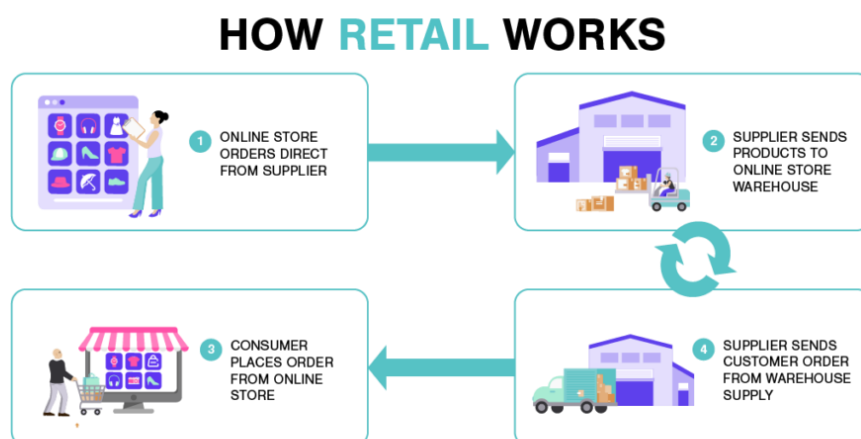 HOW RETAIL WORKS
1
ONLINE STORE
ORDERS DIRECT
FROM SUPPLIER
2
SUPPLIER SENDS
PRODUCTS TO
ONLINE STORE
WAREHOUSE
3
CONSUMER
PLACES ORDER
FROM ONLINE
STORE
4
SUPPLIER SENDS
CUSTOMER ORDER
FROM WAREHOUSE
SUPPLY